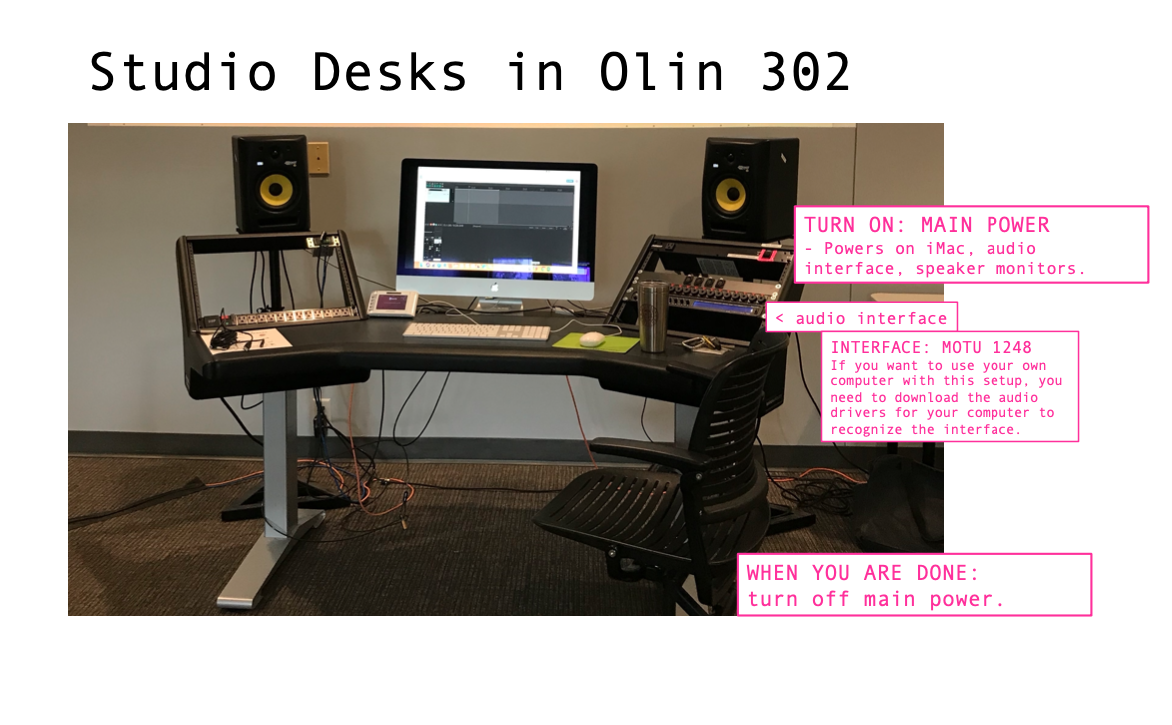 Studio Desks in Olin 302
TURN ON: MAIN POWER
- Powers on iMac, audio
interface, speaker monitors.
< audio interface
INTERFACE: MOTU 1248
If you want to use your own
computer with this setup, you
need to download the audio
drivers for your computer to
recognize the interface.
WHEN YOU ARE DONE:
turn off main power.